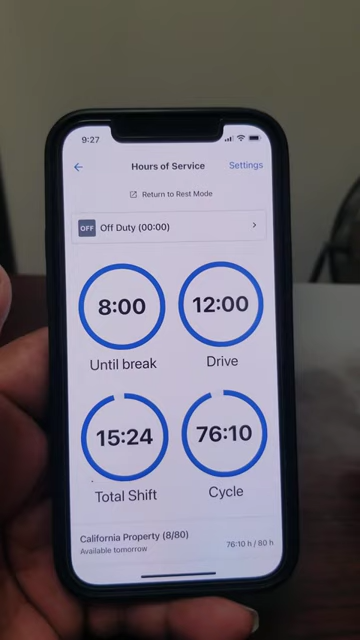 9:27
Hours of Service
Settings
Return to Rest Mode
OFF Off Duty (00:00)
8:00
12:00
Until break
Drive
15:24
76:10
Total Shift
Cycle
California Property (8/80)
Available tomorrow
76:10 h / 80 h